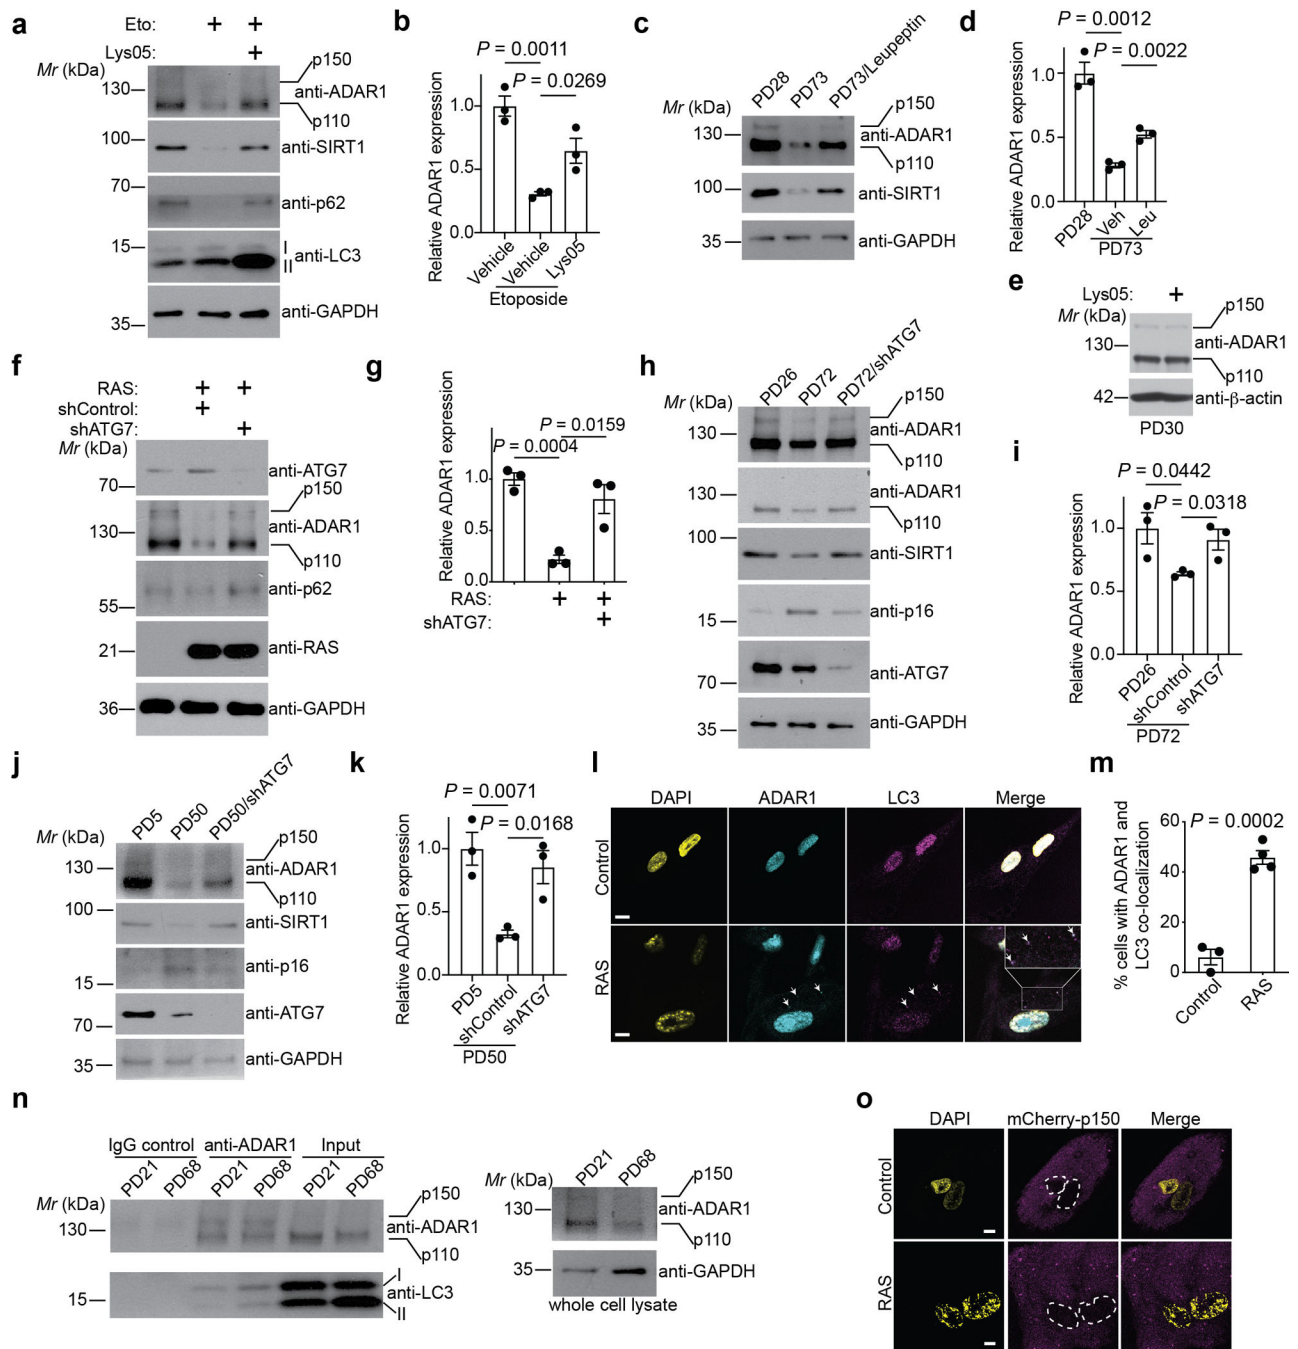 a
Eto: + +
Lys05: +
Mr (kDa)
p150
130
anti-ADAR1
p110
100
anti-SIRT1
70
anti-p62
15
I
anti-LC3
II
anti-GAPDH
35
b
P = 0.0011
P = 0.0269
Relative ADAR1 expression
1.0
0.5
0.0
Vehicle
Vehicle
Lys05
Etoposide
c
PD28
PD73
PD73/Leupeptin
Mr (kDa)
p150
130
anti-ADAR1
p110
100
anti-SIRT1
35
anti-GAPDH
d
P = 0.0012
P = 0.0022
Relative ADAR1 expression
1.0
0.5
0.0
PD28
Veh
Leu
PD73
e
Lys05: +
Mr (kDa)
p150
130
anti-ADAR1
p110
42
anti-β-actin
PD30
f
RAS: + +
shControl: +
shATG7: +
Mr (kDa)
anti-ATG7
70
p150
130
anti-ADAR1
p110
anti-p62
55
21
anti-RAS
36
anti-GAPDH
g
P = 0.0159
P = 0.0004
Relative ADAR1 expression
1.0
0.5
0.0
RAS: + +
shATG7: +
h
PD26
PD72
PD72/shATG7
Mr (kDa)
p150
130
anti-ADAR1
p110
anti-ADAR1
p110
100
anti-SIRT1
anti-p16
15
anti-ATG7
70
anti-GAPDH
35
i
P = 0.0442
P = 0.0318
Relative ADAR1 expression
1.0
0.5
0.0
PD26
shControl
shATG7
PD72
j
PD5
PD50
PD50/shATG7
Mr (kDa)
p150
130
anti-ADAR1
p110
100
anti-SIRT1
anti-p16
15
anti-ATG7
70
anti-GAPDH
35
k
P = 0.0071
P = 0.0168
Relative ADAR1 expression
1.0
0.5
0.0
PD5
shControl
shATG7
PD50
l
DAPI ADAR1 LC3 Merge
Control
RAS
m
P = 0.0002
% cells with ADAR1 and
LC3 co-localization
60
40
20
0
Control
RAS
n
IgG control anti-ADAR1 Input
PD21 PD68 PD21 PD68 PD21 PD68
Mr (kDa)
p150
130
anti-ADAR1
p110
I
anti-LC3
15
II
PD21
PD68
Mr (kDa)
p150
130
anti-ADAR1
p110
35
anti-GAPDH
whole cell lysate
o
DAPI mCherry-p150 Merge
Control
RAS